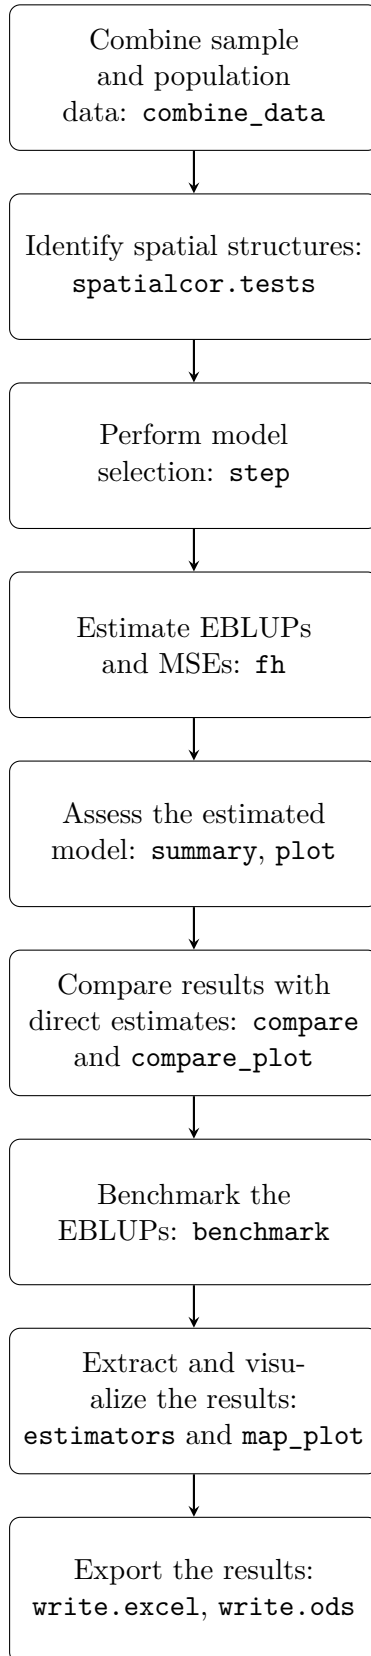 Combine sample
and population
data: combine_data
Identify spatial structures:
spatialcor.tests
Perform model
selection: step
Estimate EBLUPs
and MSEs: fh
Assess the estimated
model: summary, plot
Compare results with
direct estimates: compare
and compare_plot
Benchmark the
EBLUPs: benchmark
Extract and visu-
alize the results:
estimators and map_plot
Export the results:
write.excel, write.ods